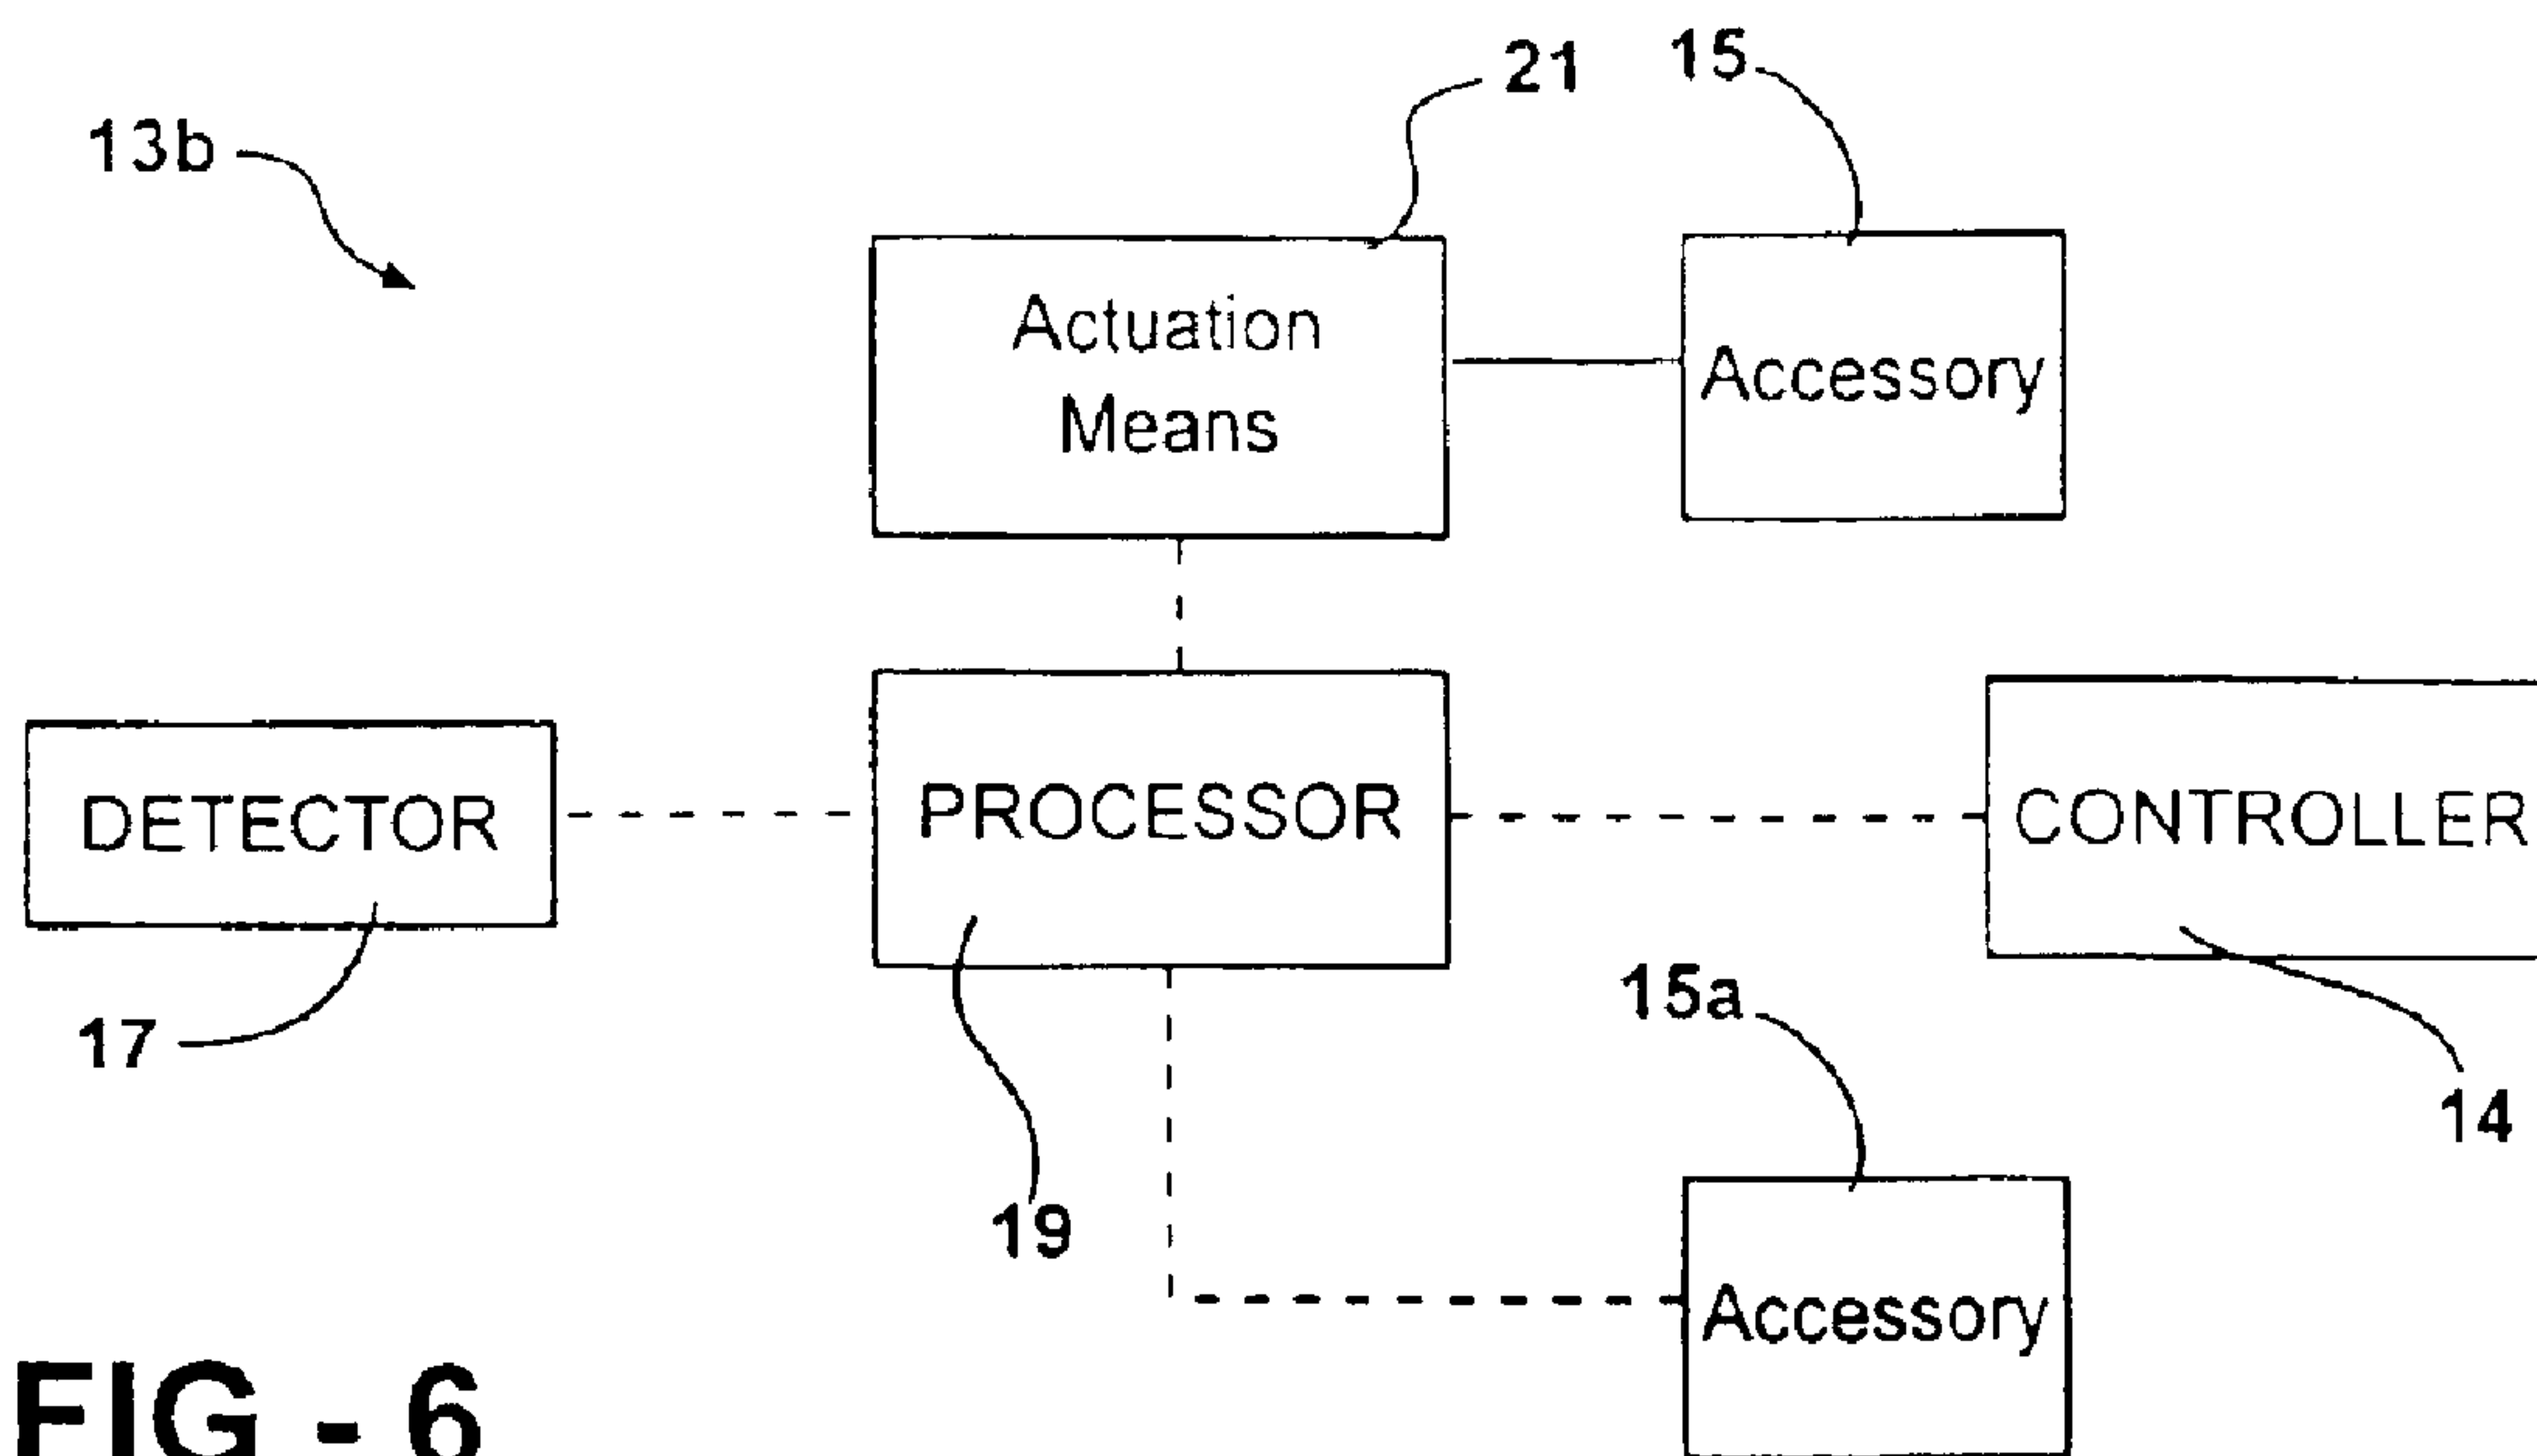 21
15
13b
Actuation
Means
Accessory
DETECTOR
PROCESSOR
CONTROLLER
17
15a
14
19
Accessory
FIG - 6